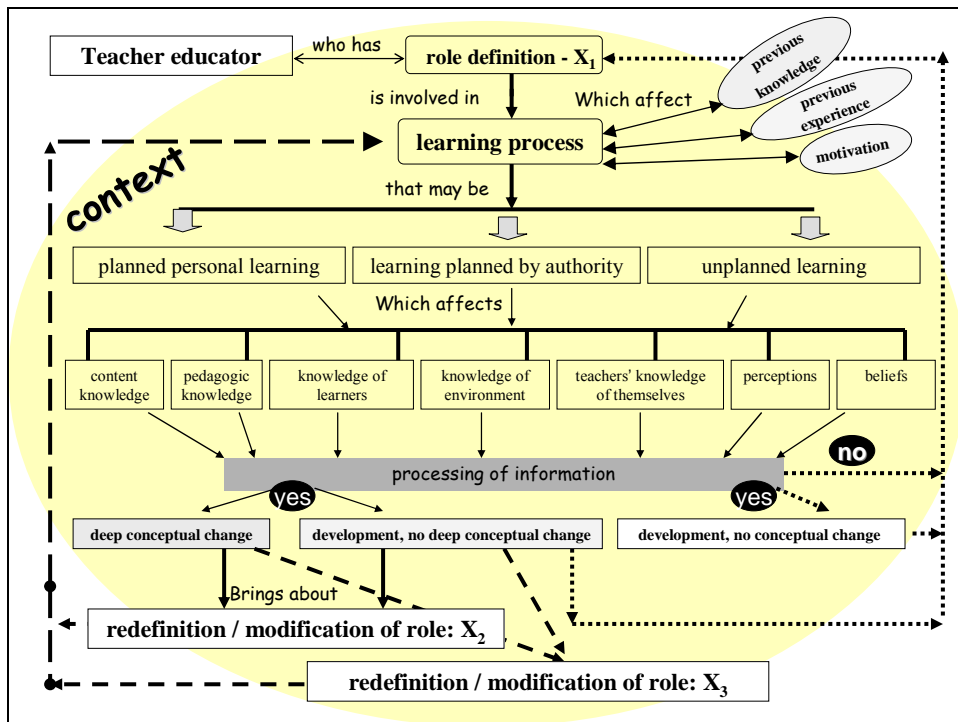 Teacher educator
who has
role definition - X₁
previous
knowledge
is involved in
Which affect
previous
experience
learning process
motivation
context
that may be
planned personal learning
learning planned by authority
unplanned learning
Which affects
content
knowledge
pedagogic
knowledge
knowledge of
learners
knowledge of
environment
teachers' knowledge
of themselves
perceptions
beliefs
processing of information
no
yes
yes
deep conceptual change
development, no deep conceptual change
development, no conceptual change
Brings about
redefinition / modification of role: X₂
redefinition / modification of role: X₃